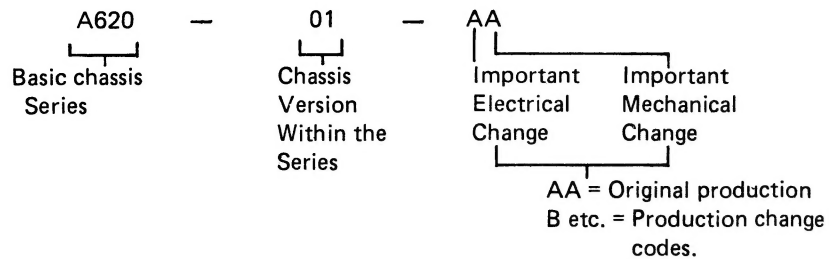 A620 — 01 — AA
Basic chassis
Series
Chassis
Version
Within the
Series
Important
Electrical
Change
Important
Mechanical
Change
AA = Original production
B etc. = Production change
codes.